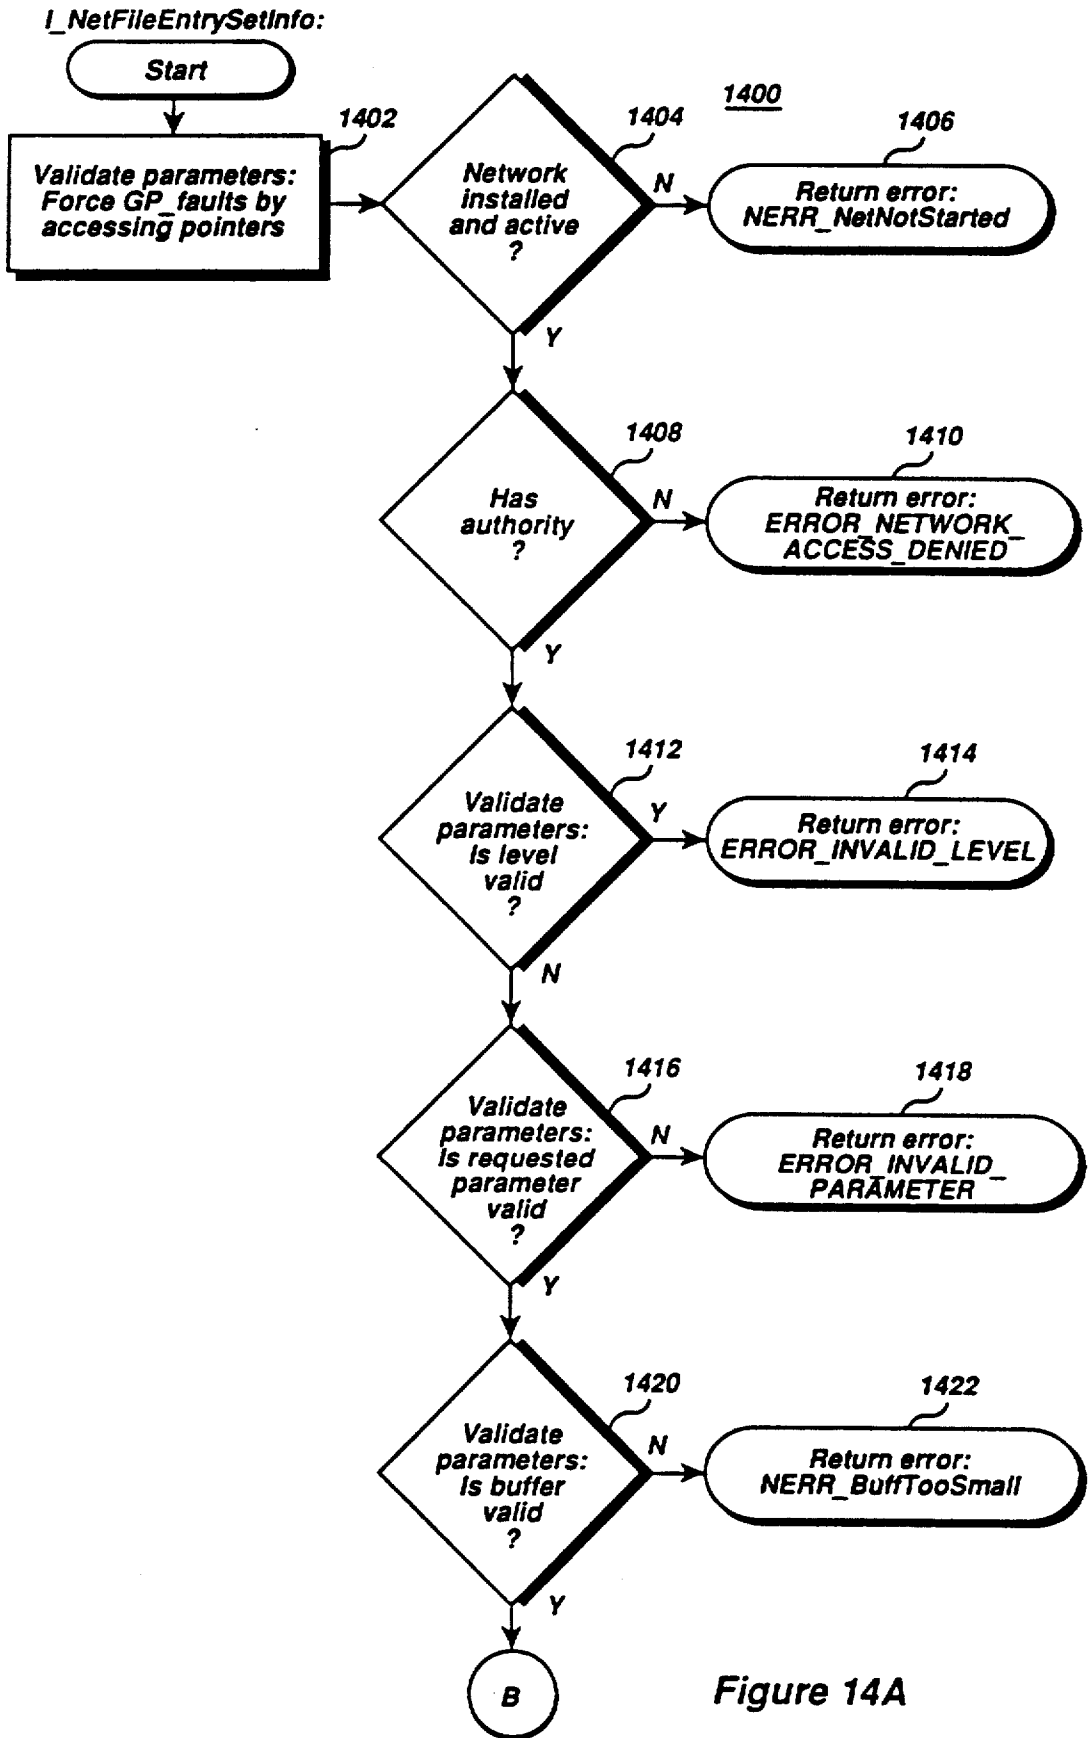 I_NetFileEntrySetInfo:
Start
1402
Validate parameters:
Force GP_faults by
accessing pointers
1400
1404
Network
installed
and active
?
N
Y
1406
Return error:
NERR_NetNotStarted
1408
Has
authority
?
N
Y
1410
Return error:
ERROR_NETWORK_
ACCESS_DENIED
1412
Validate
parameters:
Is level
valid
?
Y
N
1414
Return error:
ERROR_INVALID_LEVEL
1416
Validate
parameters:
Is requested
parameter
valid
?
N
Y
1418
Return error:
ERROR_INVALID_
PARAMETER
1420
Validate
parameters:
Is buffer
valid
?
N
Y
1422
Return error:
NERR_BuffTooSmall
B
Figure 14A